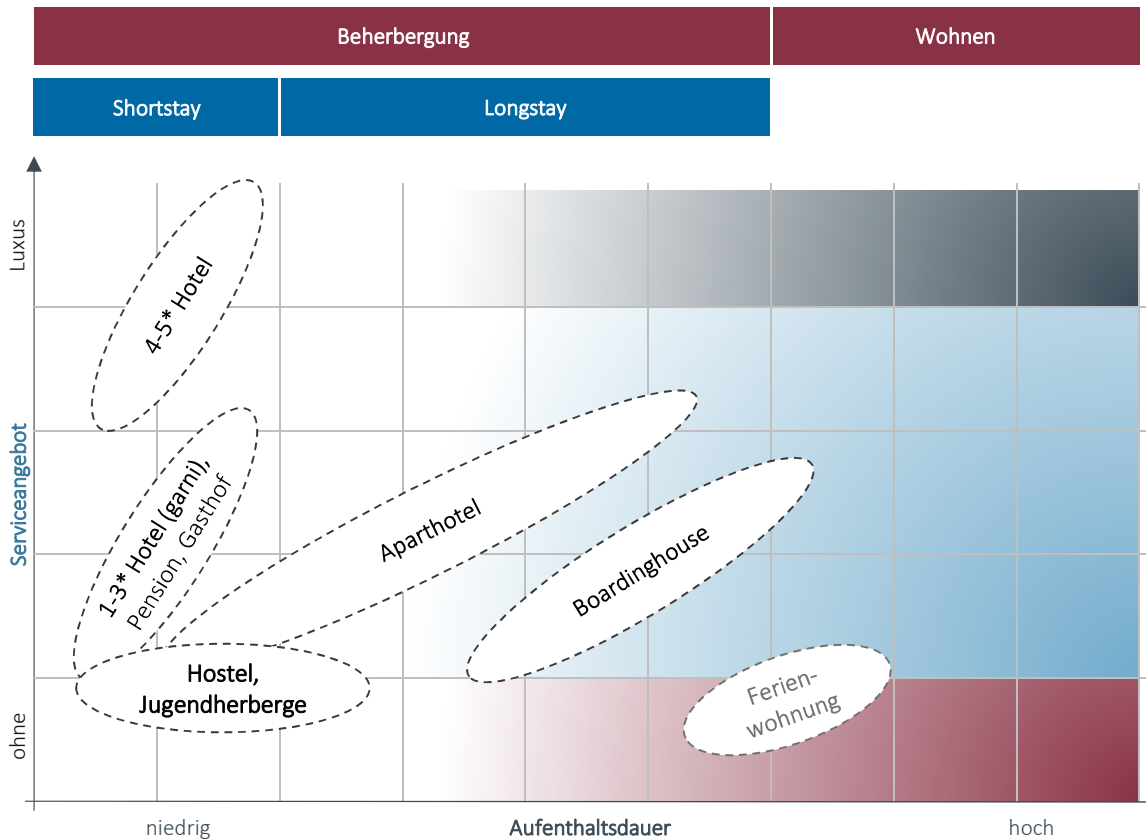 Beherbergung
Wohnen
Shortstay
Longstay
Luxus
4-5* Hotel
Serviceangebot
1-3* Hotel (garni),
Pension, Gasthof
Aparthotel
Boardinghouse
Hostel,
Jugendherberge
Ferien-
wohnung
ohne
niedrig
Aufenthaltsdauer
hoch